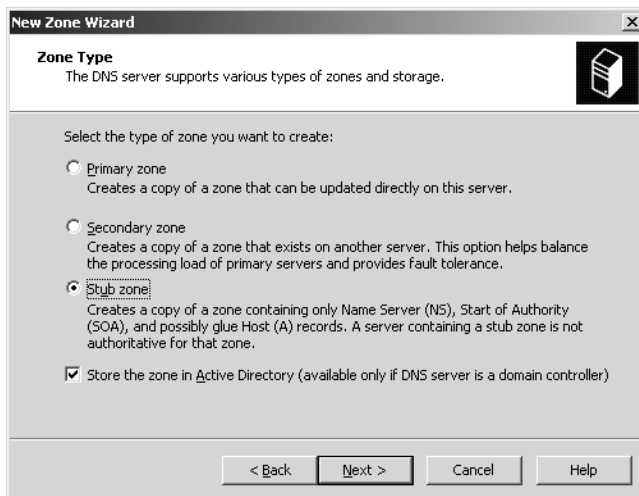 New Zone Wizard
Zone Type
The DNS server supports various types of zones and storage.
Select the type of zone you want to create:
Primary zone
Creates a copy of a zone that can be updated directly on this server.
Secondary zone
Creates a copy of a zone that exists on another server. This option helps balance
the processing load of primary servers and provides fault tolerance.
Stub zone
Creates a copy of a zone containing only Name Server (NS), Start of Authority
(SOA), and possibly glue Host (A) records. A server containing a stub zone is not
authoritative for that zone.
Store the zone in Active Directory (available only if DNS server is a domain controller)
< Back Next > Cancel Help